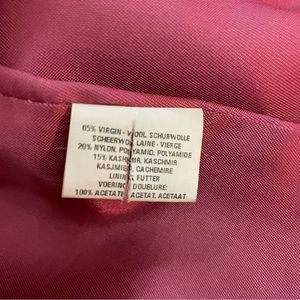 65% VIRGIN - WOOL, SCHURWOLLE
SCHEERWOL, LAINE - VIERGE
20% NYLON, POLYAMID, POLYAMIDE
15% KASHMIR, KASCHMIR
KASJMIER, CACHEMIRE
LINING, FUTTER
VOERING, DOUBLURE:
100% ACETATE, ACETAT, ACETAAT